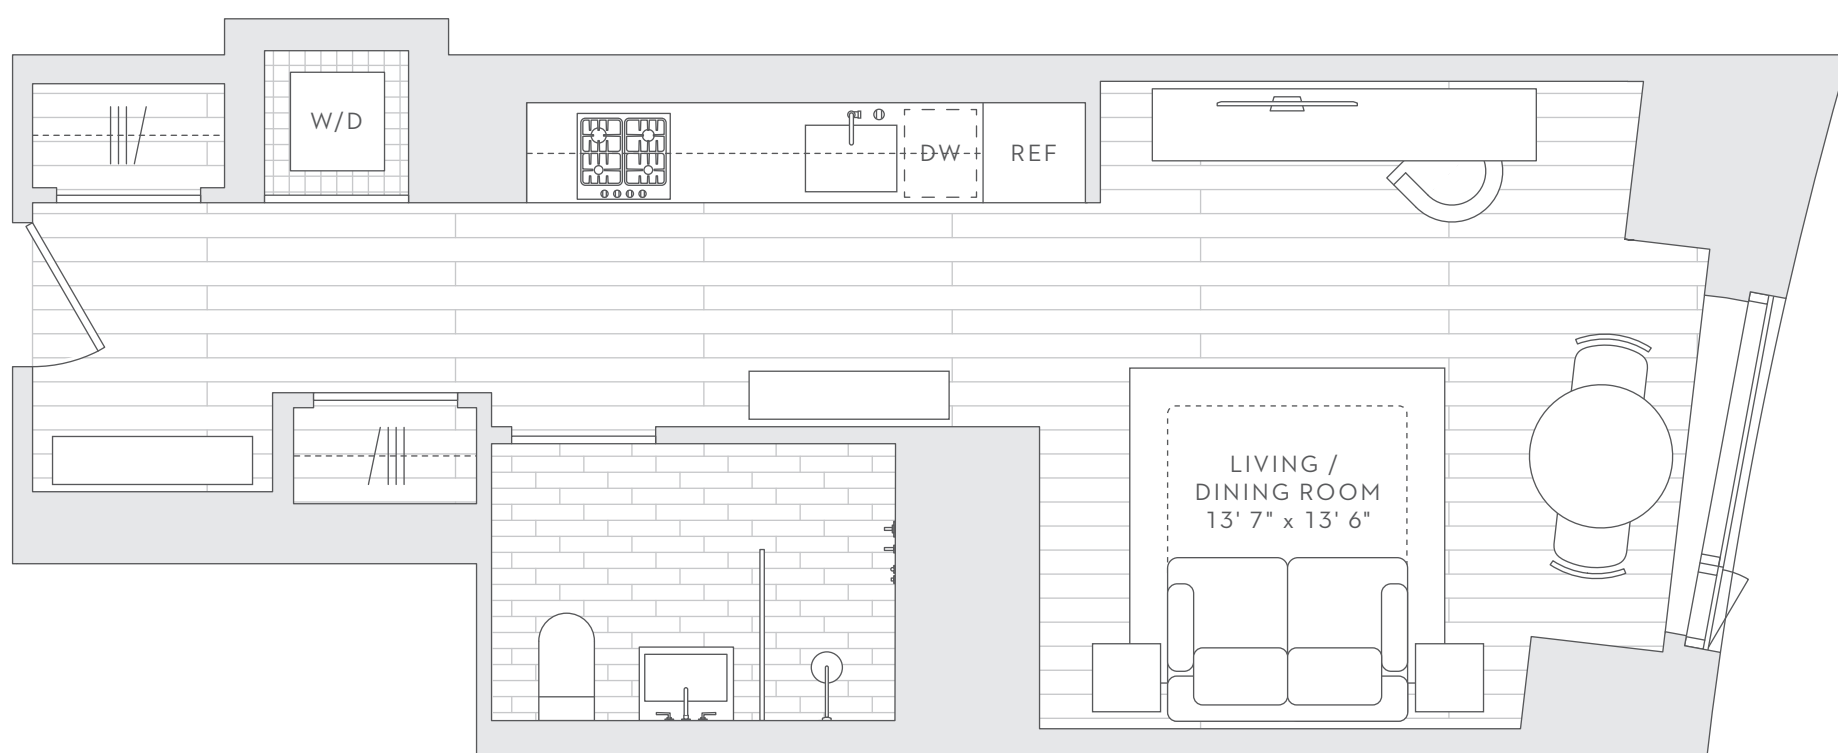 W/D
DW
REF
LIVING /
DINING ROOM
13' 7" x 13' 6"